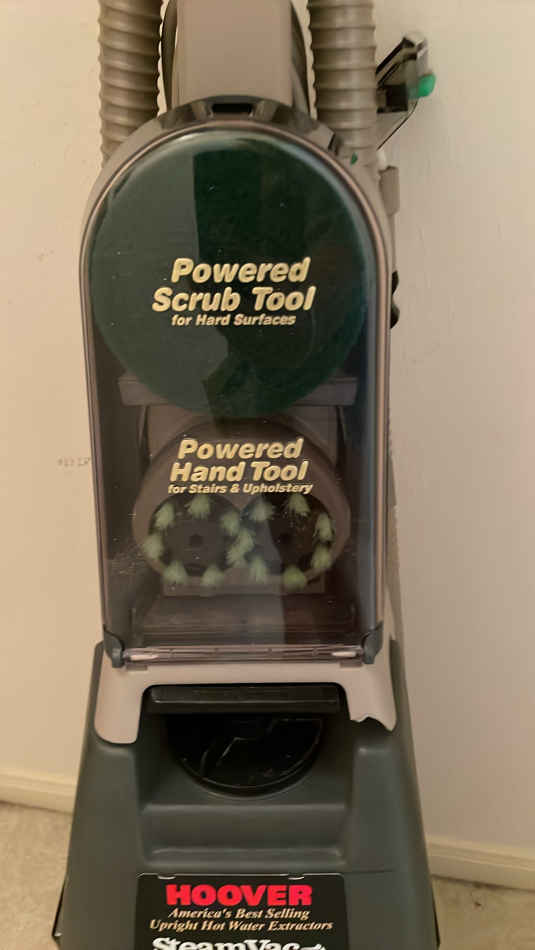 Powered
Scrub Tool
for Hard Surfaces
Powered
Hand Tool
for Stairs & Upholstery
HOOVER
America's Best Selling
Upright Hot Water Extractors
SteamVac